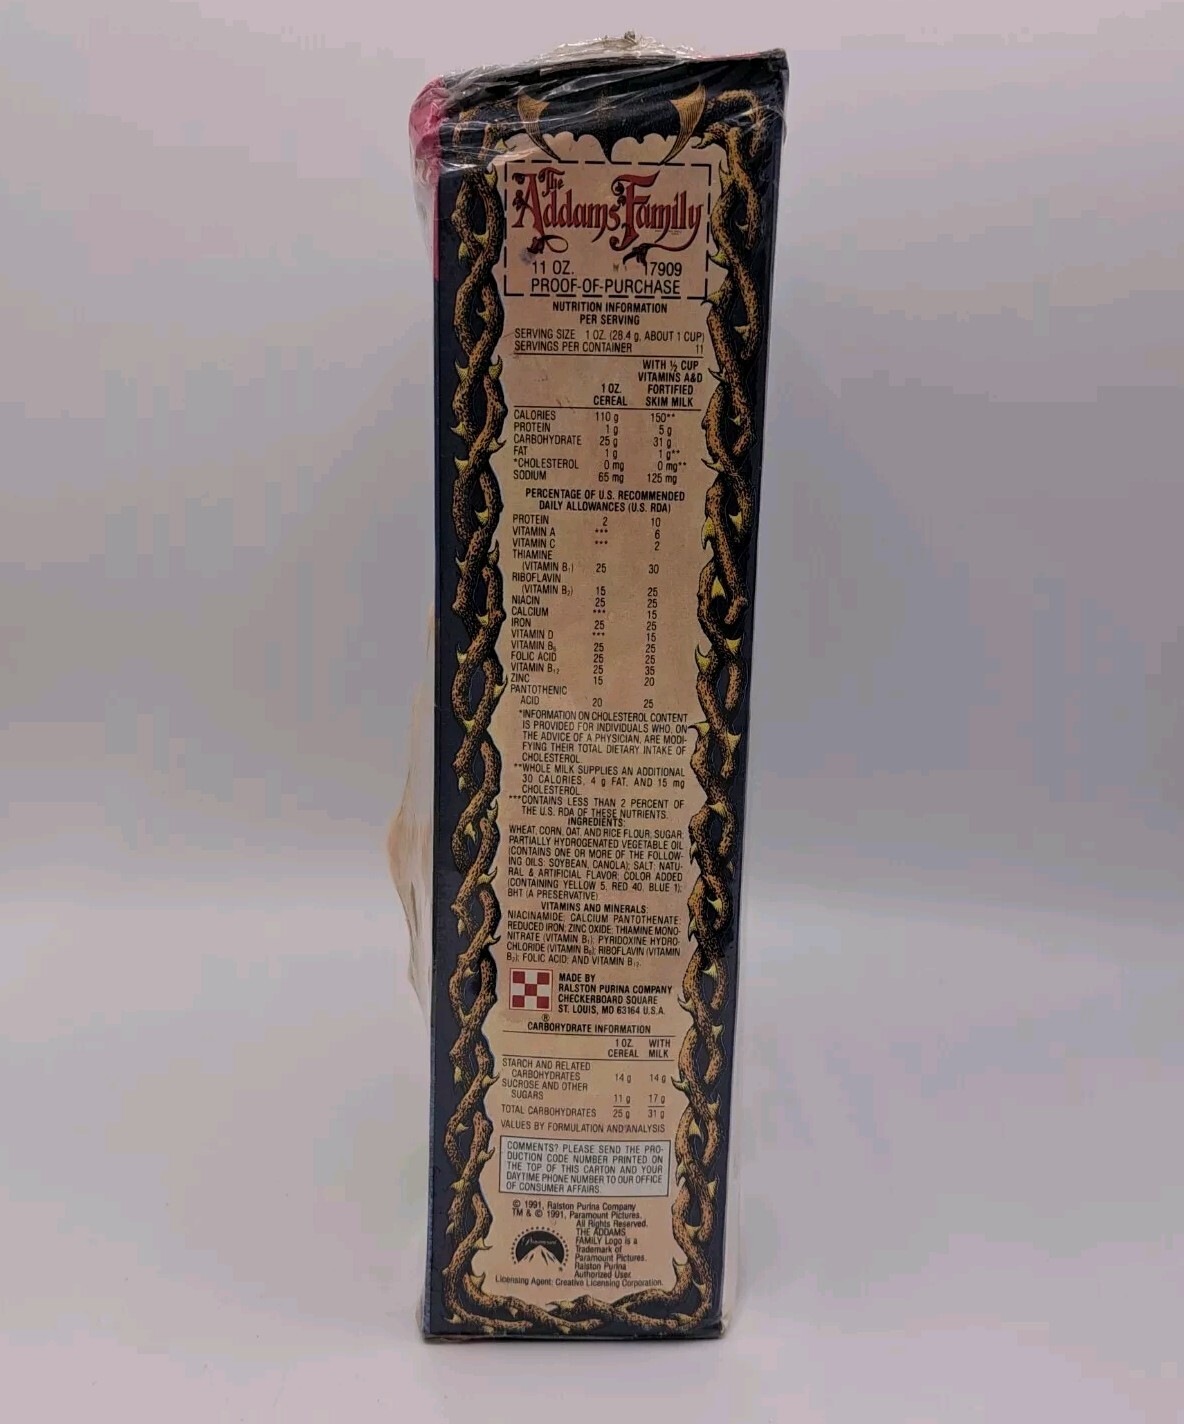 The
Addams Family
11 OZ. 17909
PROOF-OF-PURCHASE
NUTRITION INFORMATION
PER SERVING
SERVING SIZE 1 OZ. (28.4 g, ABOUT 1 CUP)
SERVINGS PER CONTAINER 11
WITH ½ CUP
VITAMINS A&D
1 OZ. FORTIFIED
CEREAL SKIM MILK
CALORIES 110 g 150**
PROTEIN 1 g 5 g
CARBOHYDRATE 25 g 31 g
FAT 1 g 1 g**
*CHOLESTEROL 0 mg 0 mg**
SODIUM 65 mg 125 mg
PERCENTAGE OF U.S. RECOMMENDED
DAILY ALLOWANCES (U.S. RDA)
PROTEIN 2 10
VITAMIN A *** 6
VITAMIN C *** 2
THIAMINE
(VITAMIN B₁) 25 30
RIBOFLAVIN
(VITAMIN B₂) 15 25
NIACIN 25 25
CALCIUM *** 15
IRON 25 25
VITAMIN D *** 15
VITAMIN B₆ 25 25
FOLIC ACID 25 25
VITAMIN B₁₂ 25 35
ZINC 15 20
PANTOTHENIC
ACID 20 25
*INFORMATION ON CHOLESTEROL CONTENT
IS PROVIDED FOR INDIVIDUALS WHO, ON
THE ADVICE OF A PHYSICIAN, ARE MODI-
FYING THEIR TOTAL DIETARY INTAKE OF
CHOLESTEROL.
**WHOLE MILK SUPPLIES AN ADDITIONAL
30 CALORIES, 4 g FAT, AND 15 mg
CHOLESTEROL.
***CONTAINS LESS THAN 2 PERCENT OF
THE U.S. RDA OF THESE NUTRIENTS.
INGREDIENTS:
WHEAT, CORN, OAT, AND RICE FLOUR; SUGAR;
PARTIALLY HYDROGENATED VEGETABLE OIL
(CONTAINS ONE OR MORE OF THE FOLLOW-
ING OILS: SOYBEAN, CANOLA); SALT; NATU-
RAL & ARTIFICIAL FLAVOR; COLOR ADDED
(CONTAINING YELLOW 5, RED 40, BLUE 1);
BHT (A PRESERVATIVE)
VITAMINS AND MINERALS:
NIACINAMIDE; CALCIUM PANTOTHENATE;
REDUCED IRON; ZINC OXIDE; THIAMINE MONO-
NITRATE (VITAMIN B₁); PYRIDOXINE HYDRO-
CHLORIDE (VITAMIN B₆); RIBOFLAVIN (VITAMIN
B₂); FOLIC ACID; AND VITAMIN B₁₂.
MADE BY
RALSTON PURINA COMPANY
CHECKERBOARD SQUARE
ST. LOUIS, MO 63164 U.S.A.
®
CARBOHYDRATE INFORMATION
1 OZ. WITH
CEREAL MILK
STARCH AND RELATED
CARBOHYDRATES 14 g 14 g
SUCROSE AND OTHER
SUGARS 11 g 17 g
TOTAL CARBOHYDRATES 25 g 31 g
VALUES BY FORMULATION AND ANALYSIS
COMMENTS? PLEASE SEND THE PRO-
DUCTION CODE NUMBER PRINTED ON
THE TOP OF THIS CARTON AND YOUR
DAYTIME PHONE NUMBER TO OUR OFFICE
OF CONSUMER AFFAIRS.
© 1991, Ralston Purina Company
TM & © 1991, Paramount Pictures.
All Rights Reserved.
THE ADDAMS
FAMILY Logo is a
Trademark of
Paramount Pictures.
Ralston Purina
Authorized User.
Paramount
Licensing Agent: Creative Licensing Corporation.